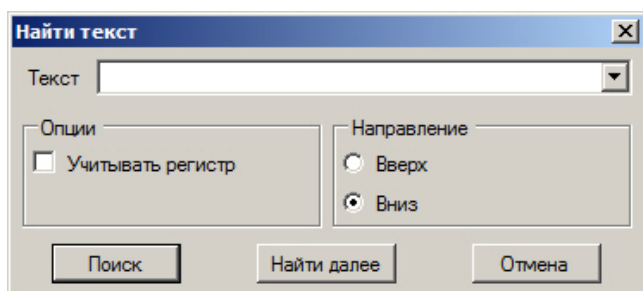 Найти текст
Текст
Опции
Учитывать регистр
Направление
Вверх
Вниз
Поиск
Найти далее
Отмена